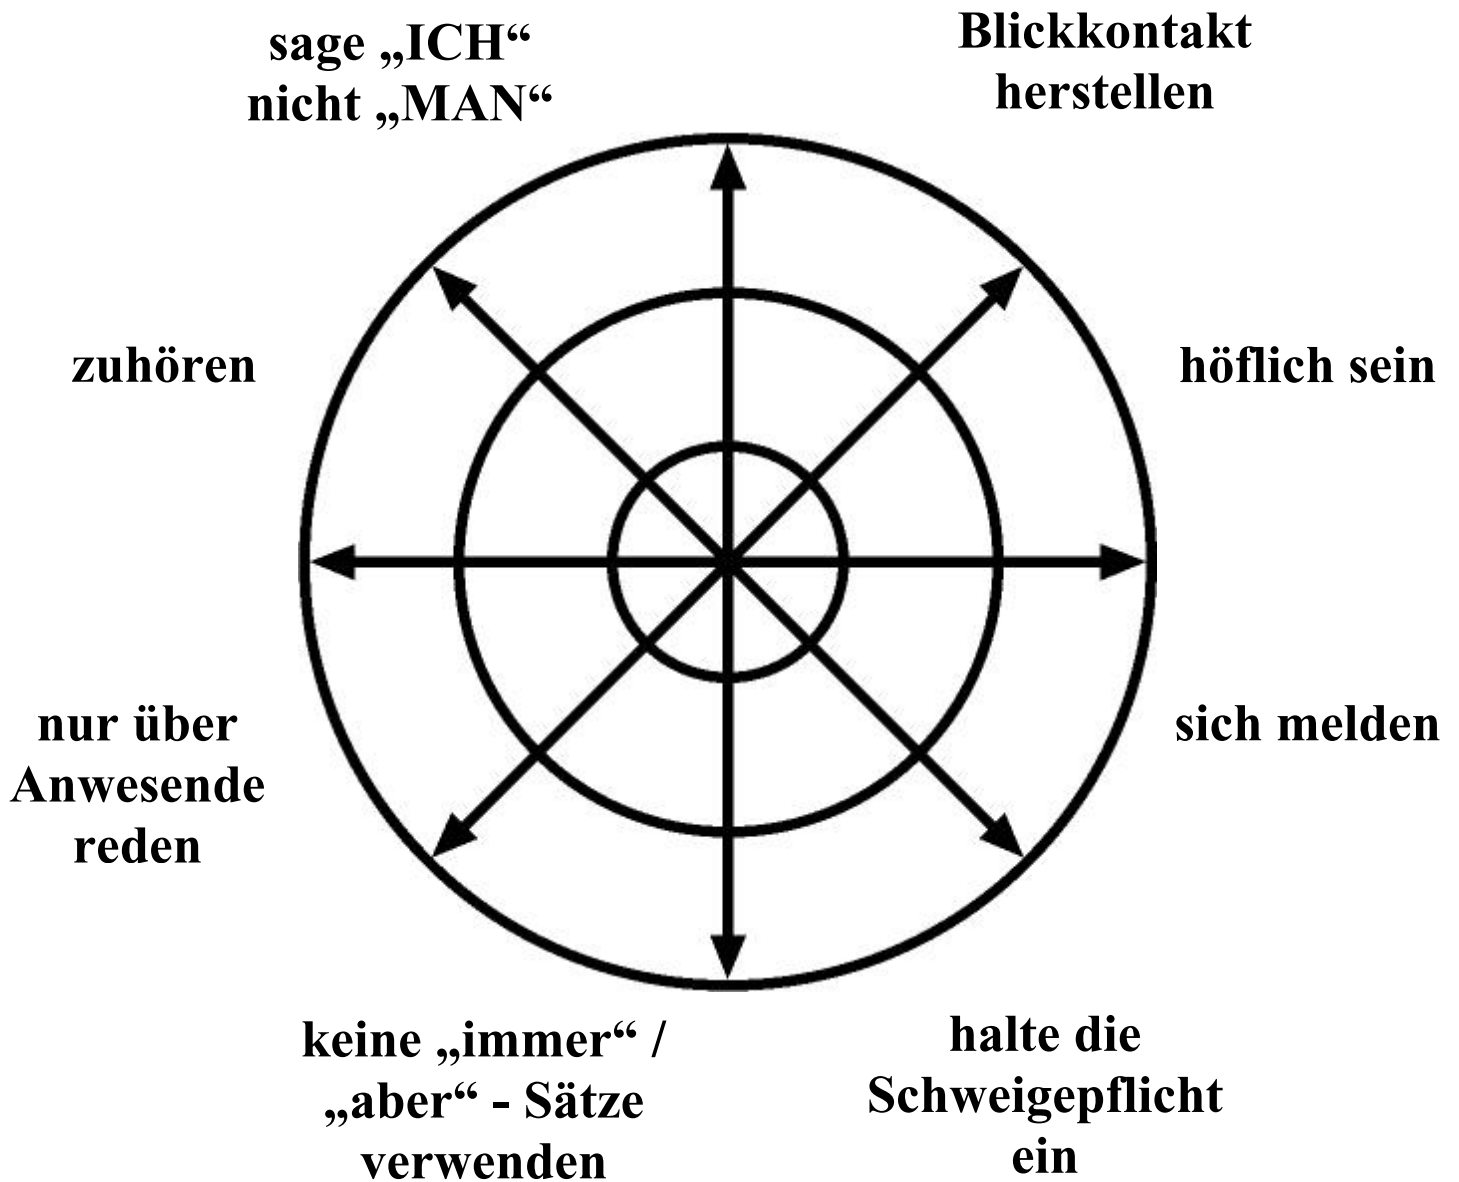 sage „ICH“
nicht „MAN“
Blickkontakt
herstellen
zuhören
höflich sein
nur über
Anwesende
reden
sich melden
keine „immer“ /
„aber“ - Sätze
verwenden
halte die
Schweigepflicht
ein